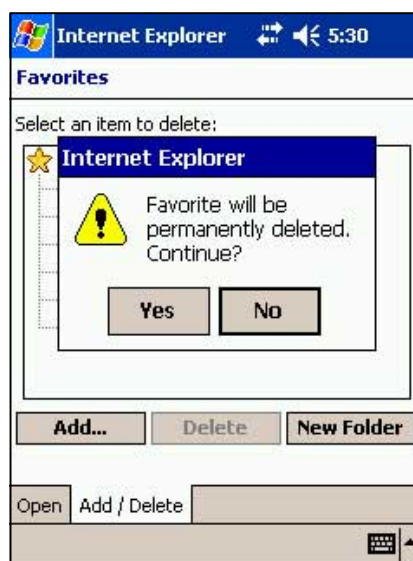 Internet Explorer 5:30
Favorites
Select an item to delete:
Internet Explorer
Favorite will be
permanently deleted.
Continue?
Yes No
Add... Delete New Folder
Open Add / Delete